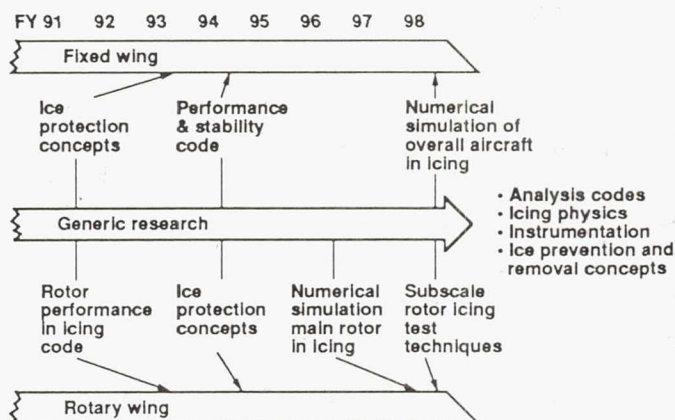 FY 91 92 93 94 95 96 97 98
Fixed wing
Ice
protection
concepts
Performance
& stability
code
Numerical
simulation of
overall aircraft
in icing
Generic research
• Analysis codes
• Icing physics
• Instrumentation
• Ice prevention and
removal concepts
Rotor
performance
in icing
code
Ice
protection
concepts
Numerical
simulation
main rotor
in icing
Subscale
rotor icing
test
techniques
Rotary wing